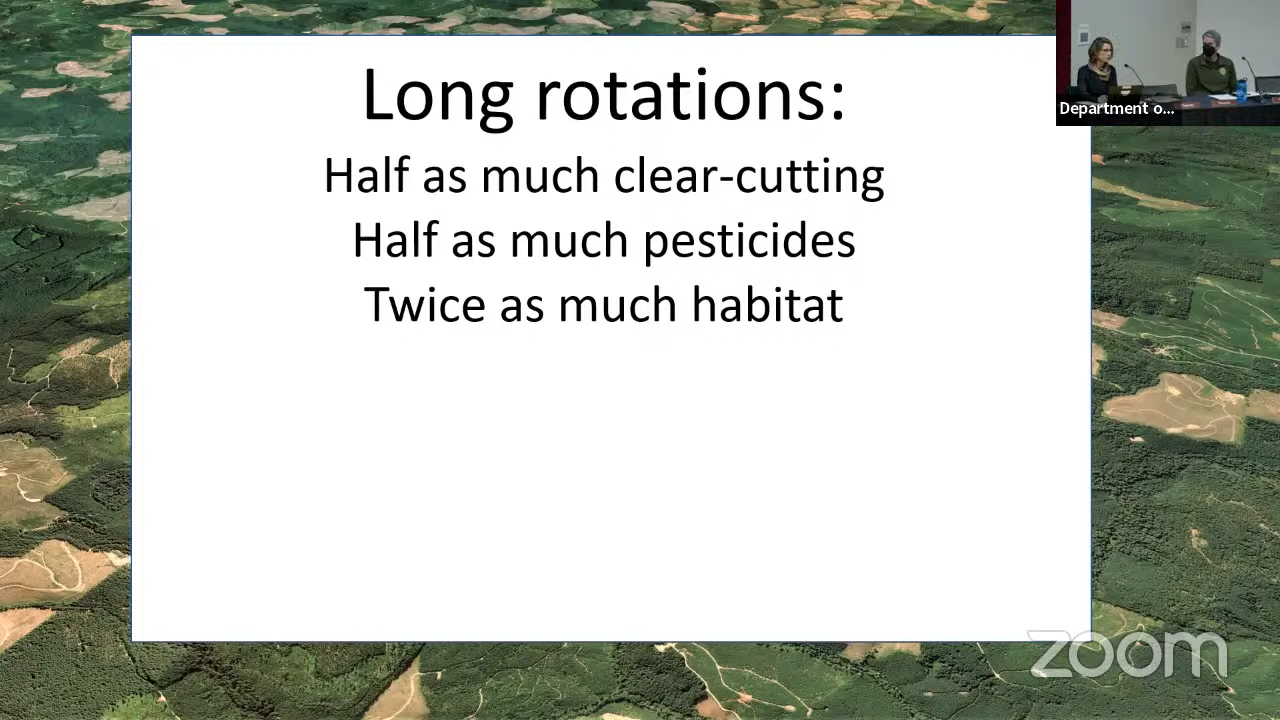 Long rotations:
Half as much clear-cutting
Half as much pesticides
Twice as much habitat
Department o...
zoom